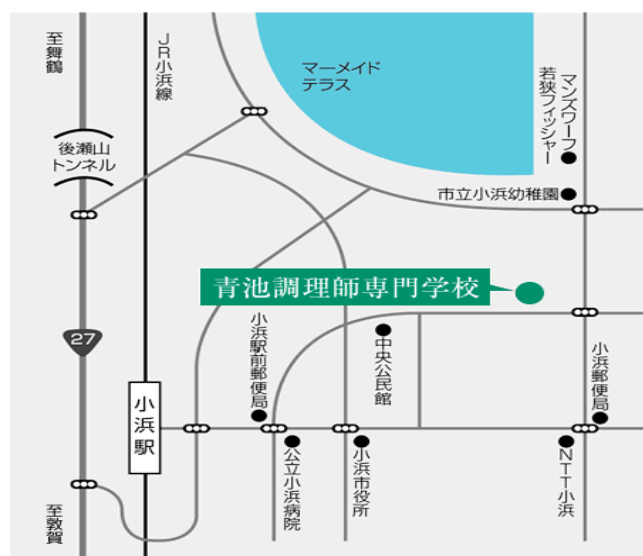 至舞鶴
JR小浜線
マーメイド
テラス
マンズワーフ
若狭フィッシャー
後瀬山
トンネル
市立小浜幼稚園
青池調理師専門学校
27
小浜駅前郵便局
中央公民館
小浜郵便局
小浜駅
公立小浜病院
小浜市役所
NTT小浜
至敦賀